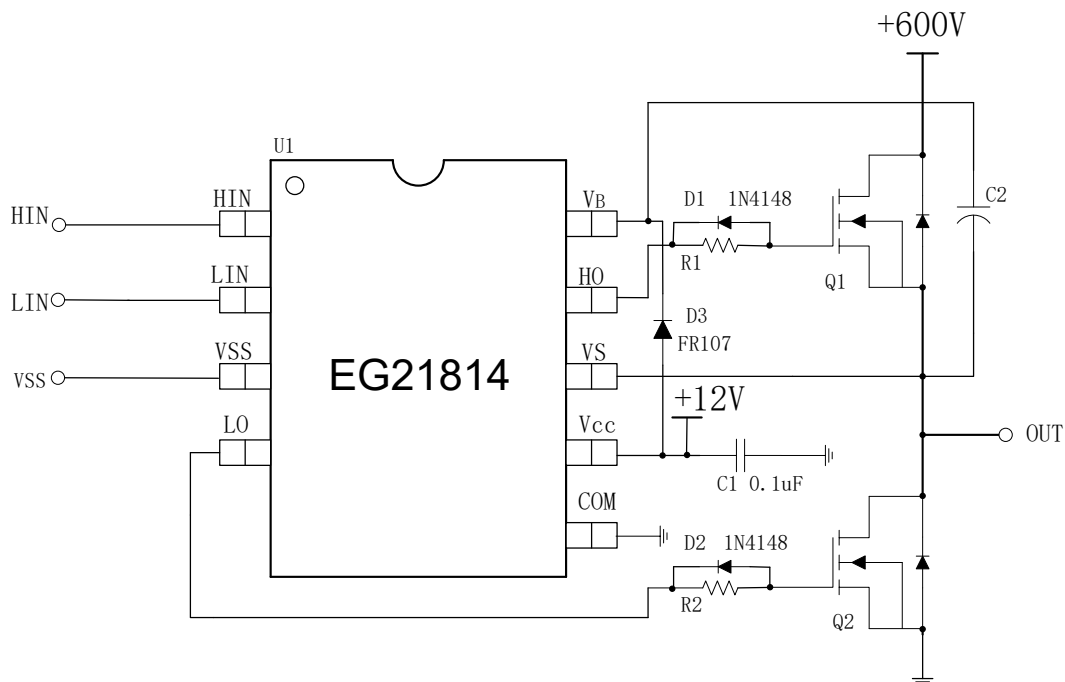 +600V
U1
HIN
HIN
VB
D1 1N4148
C2
R1
Q1
LIN
LIN
HO
D3
FR107
VSS
VSS
VS
EG21814
+12V
LO
Vcc
OUT
C1 0.1uF
COM
D2 1N4148
R2
Q2